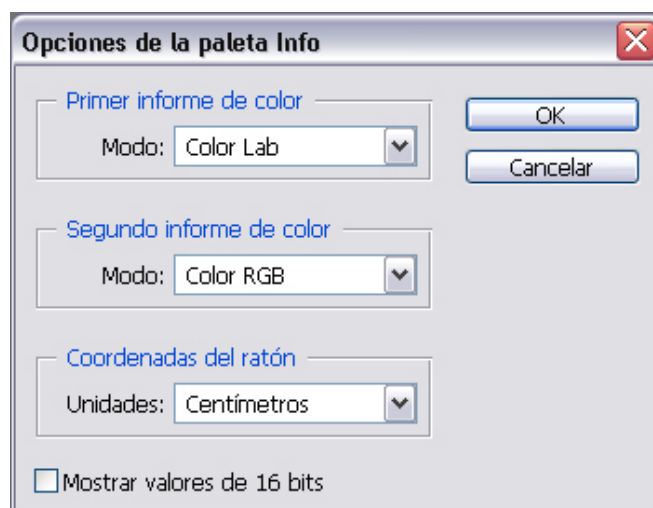 Opciones de la paleta Info
Primer informe de color
Modo: Color Lab
OK
Cancelar
Segundo informe de color
Modo: Color RGB
Coordenadas del ratón
Unidades: Centímetros
Mostrar valores de 16 bits